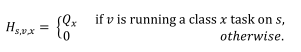 H_{s,v,x} = { Q_x if v is running a class x task on s,
0 otherwise.